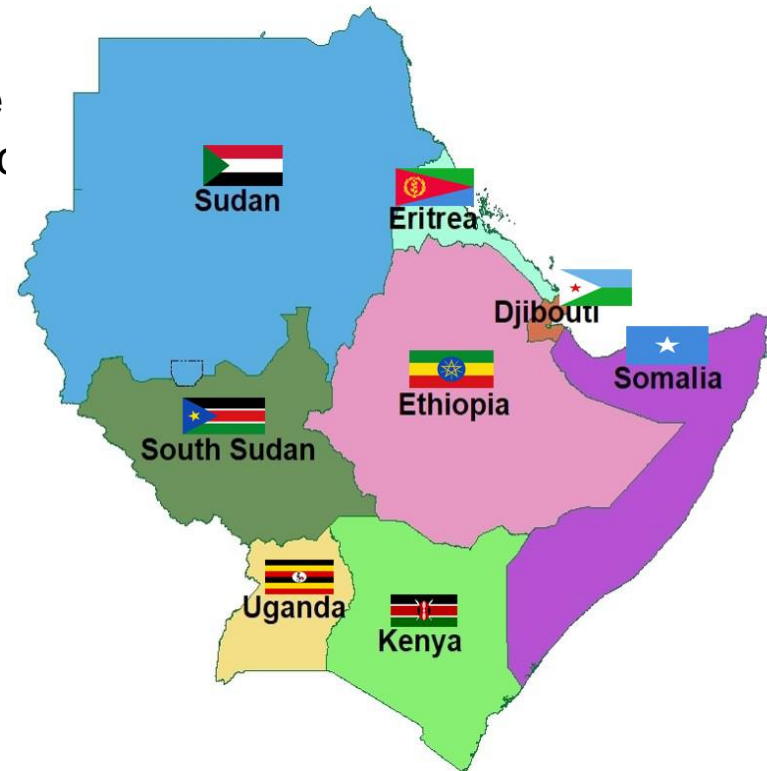 Sudan
Eritrea
Djibouti
Somalia
Ethiopia
South Sudan
Uganda
Kenya